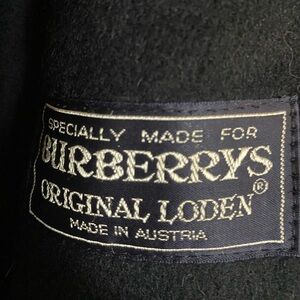 SPECIALLY MADE FOR
BURBERRYS
ORIGINAL LODEN®
MADE IN AUSTRIA